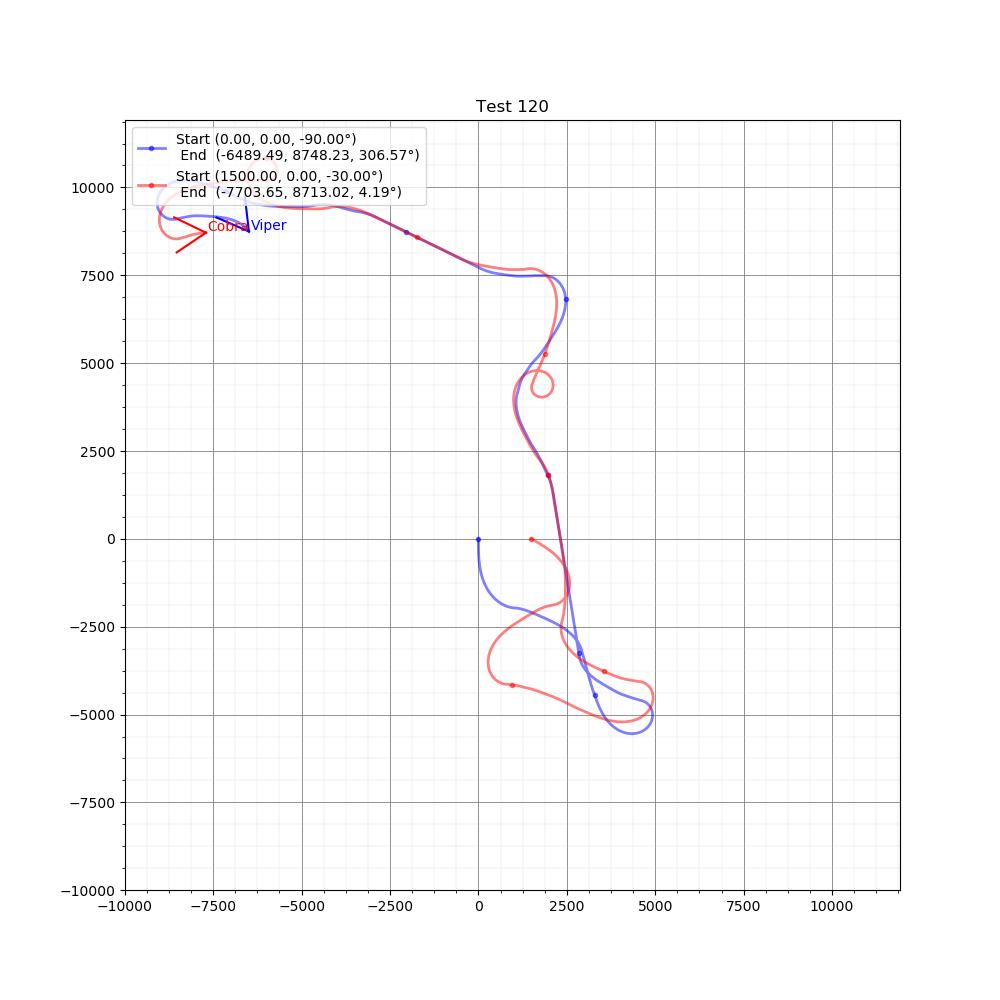 Test 120
Start (0.00, 0.00, -90.00°)
End  (-6489.49, 8748.23, 306.57°)
Start (1500.00, 0.00, -30.00°)
End  (-7703.65, 8713.02, 4.19°)
Cobra
Viper
10000
7500
5000
2500
0
−2500
−5000
−7500
−10000
−10000 −7500 −5000 −2500 0 2500 5000 7500 10000